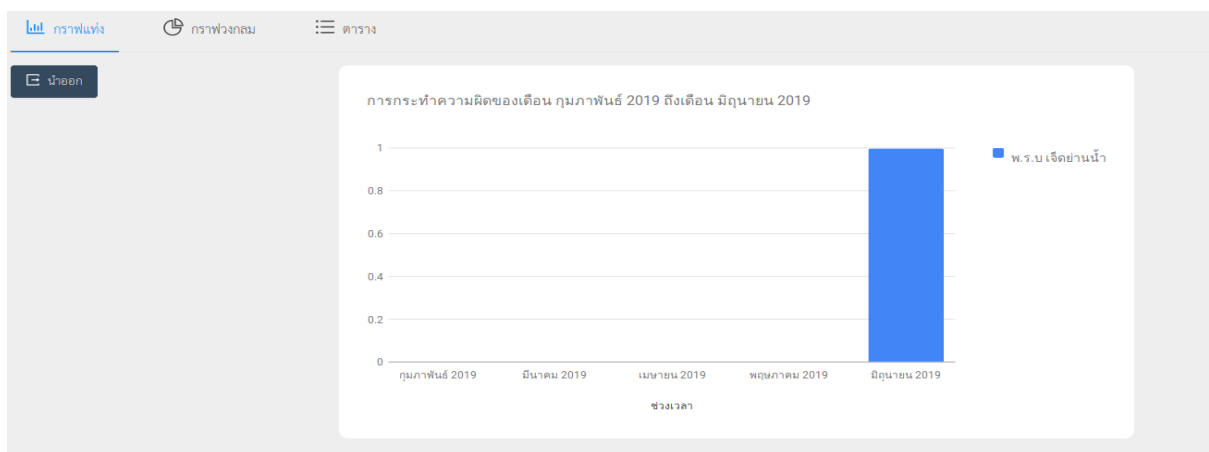 กราฟแท่ง กราฟวงกลม ตาราง
นำออก
การกระทำความผิดของเดือน กุมภาพันธ์ 2019 ถึงเดือน มิถุนายน 2019
1
พ.ร.บ เจ็ดย่านน้ำ
0.8
0.6
0.4
0.2
0
กุมภาพันธ์ 2019 มีนาคม 2019 เมษายน 2019 พฤษภาคม 2019 มิถุนายน 2019
ช่วงเวลา